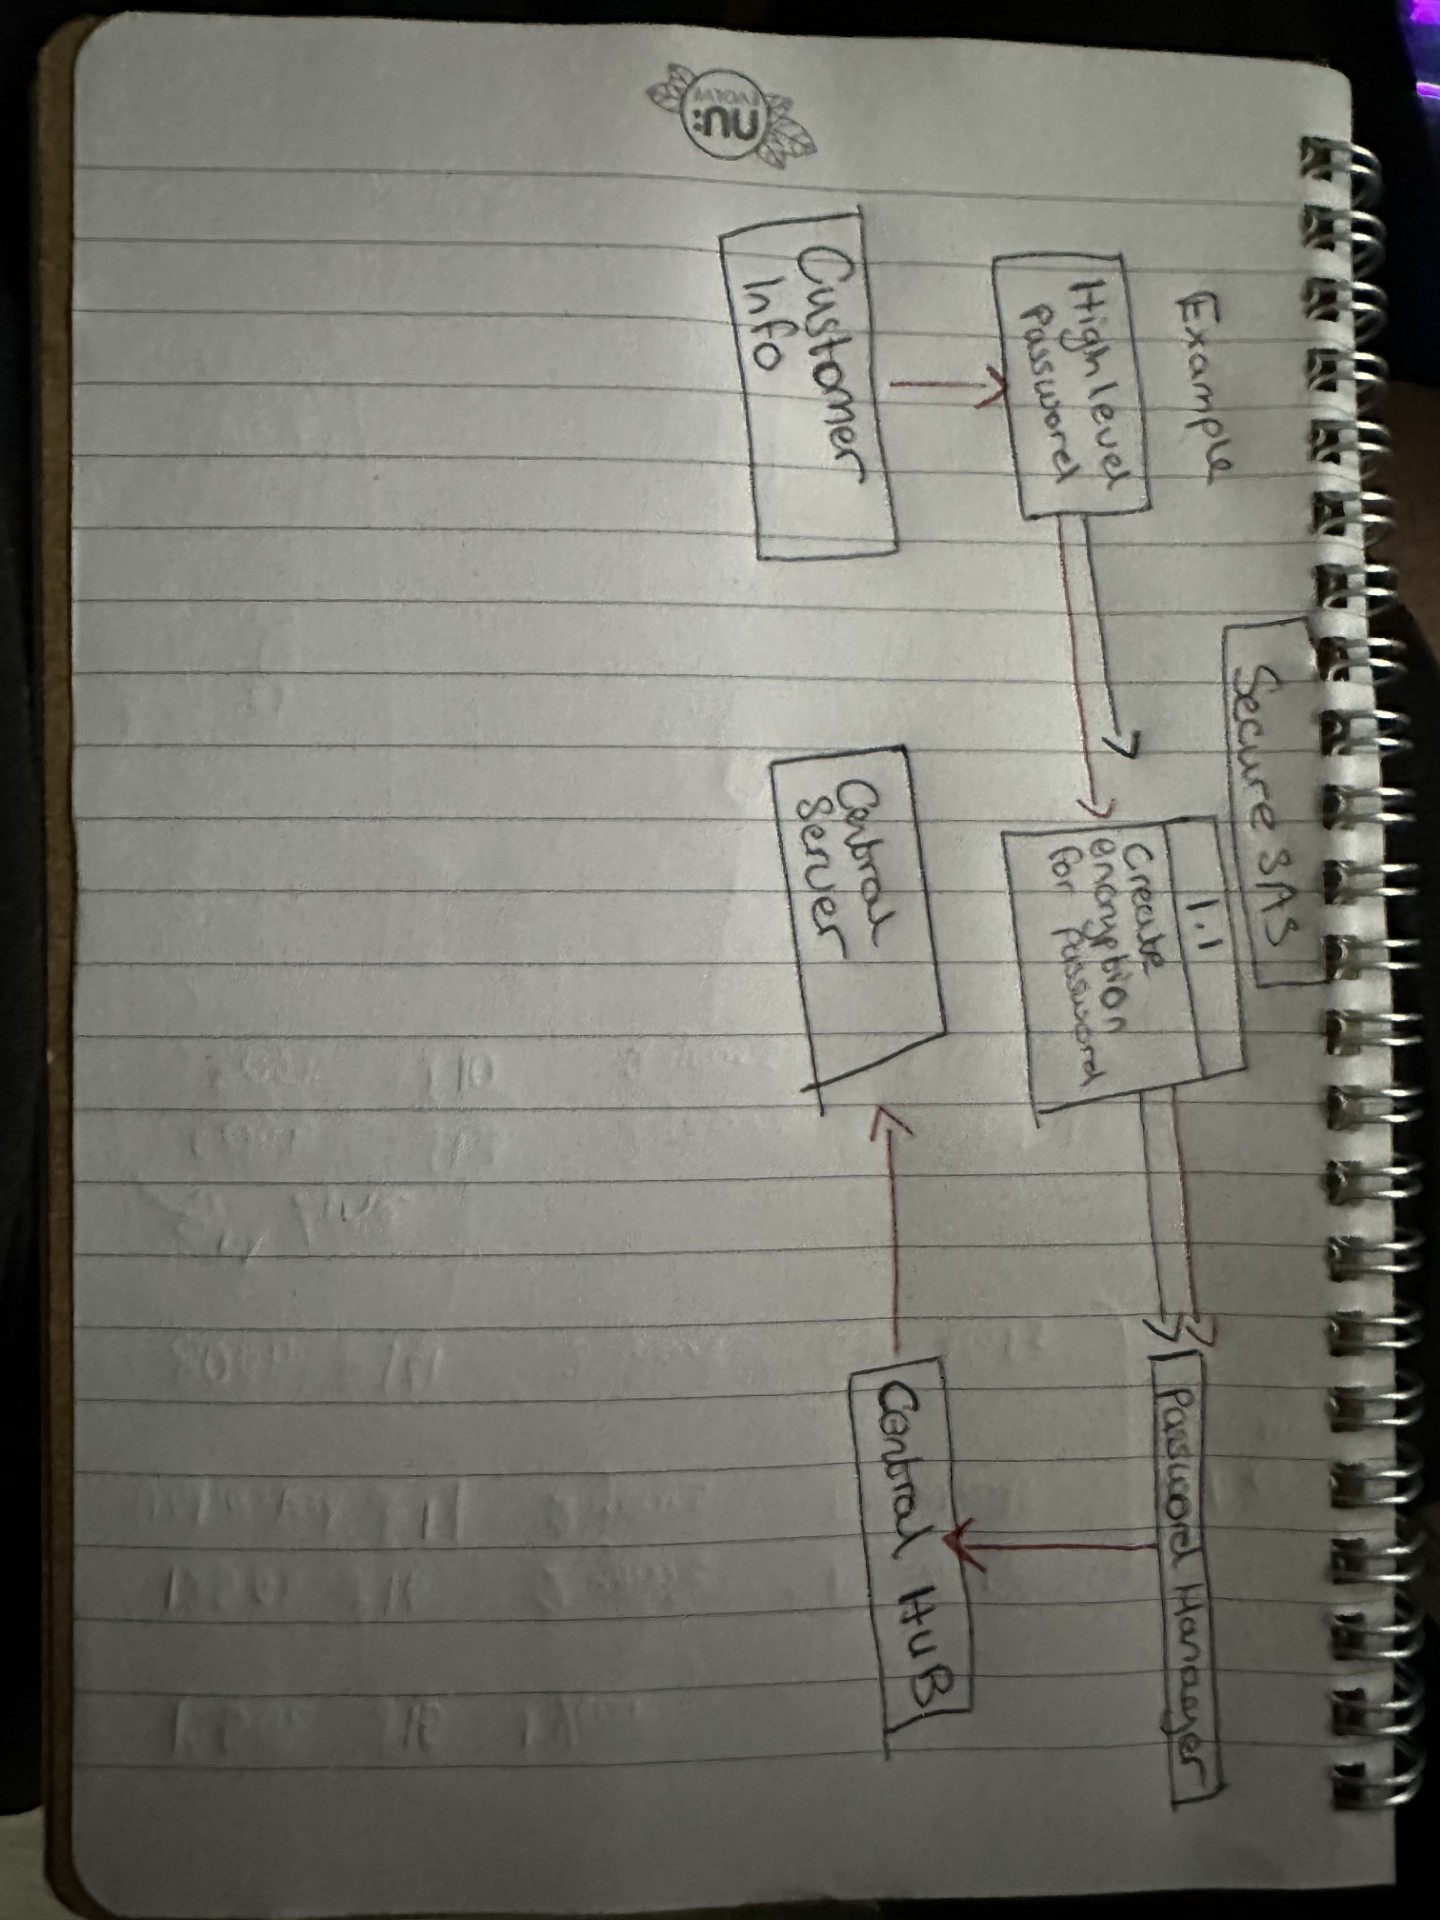 nu:
EVOLVE
Example
Secure SAS
High level
Password
1.1
Create
encryption
for Password
Password Manager
Customer
Info
Central
Server
Central HuB